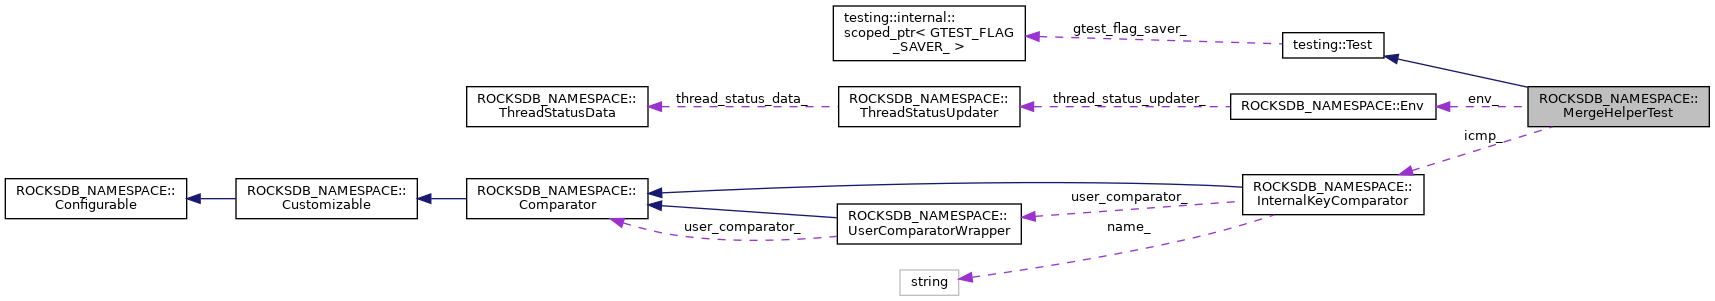 testing::internal::
scoped_ptr< GTEST_FLAG
_SAVER_ >
gtest_flag_saver_
testing::Test
ROCKSDB_NAMESPACE::
ThreadStatusData
thread_status_data_
ROCKSDB_NAMESPACE::
ThreadStatusUpdater
thread_status_updater_
ROCKSDB_NAMESPACE::Env
env_
ROCKSDB_NAMESPACE::
MergeHelperTest
icmp_
ROCKSDB_NAMESPACE::
Configurable
ROCKSDB_NAMESPACE::
Customizable
ROCKSDB_NAMESPACE::
Comparator
user_comparator_
ROCKSDB_NAMESPACE::
UserComparatorWrapper
user_comparator_
name_
ROCKSDB_NAMESPACE::
InternalKeyComparator
string